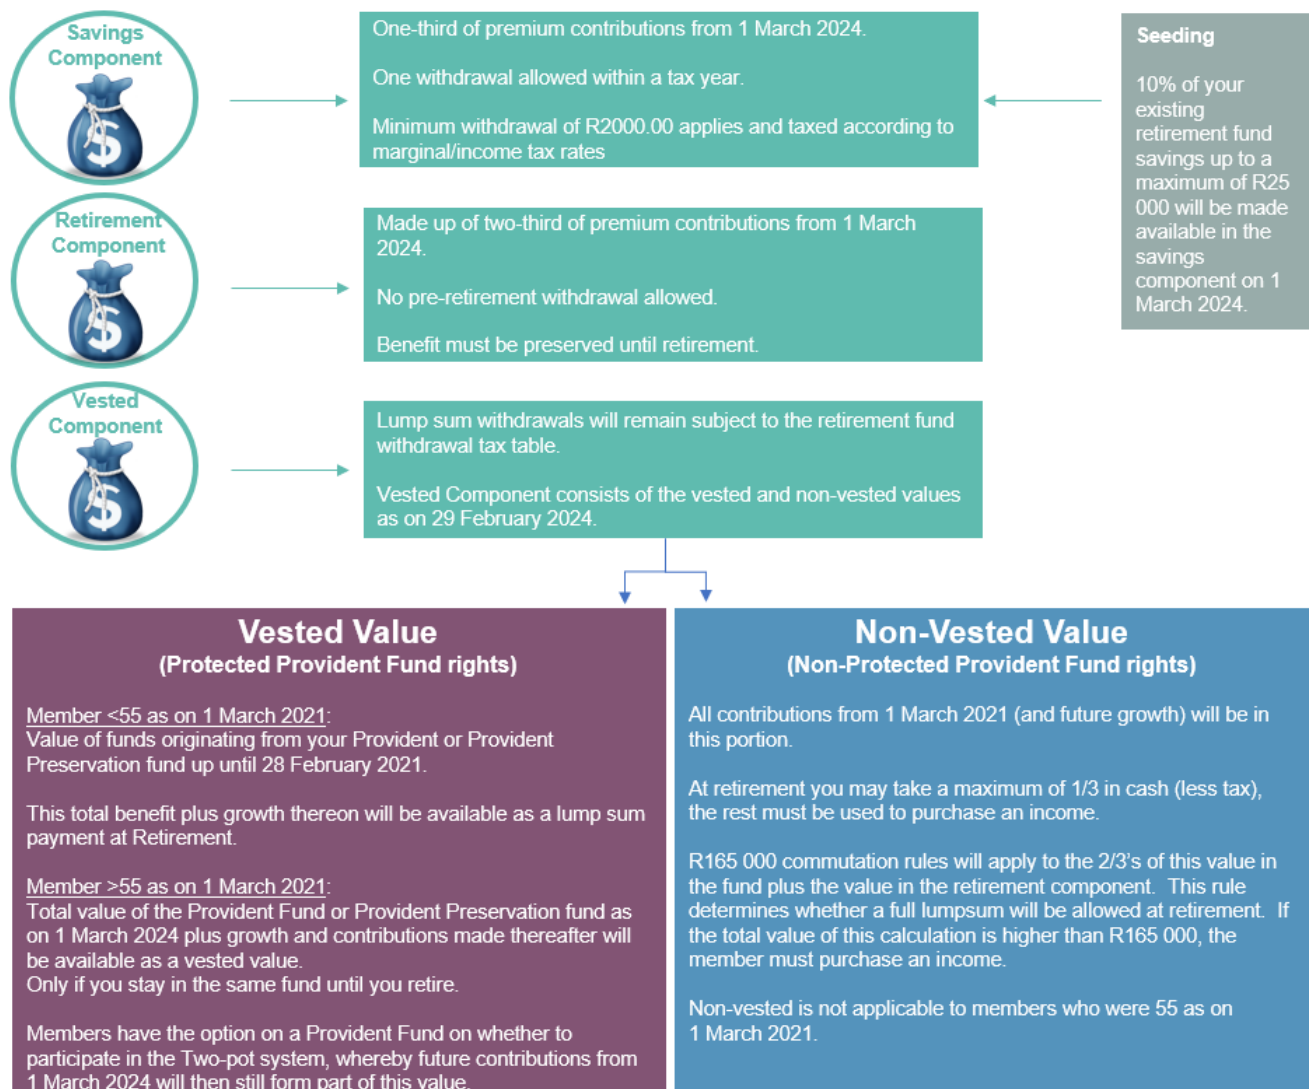 Savings
Component
$
One-third of premium contributions from 1 March 2024.
One withdrawal allowed within a tax year.
Minimum withdrawal of R2000.00 applies and taxed according to
marginal/income tax rates
Seeding
10% of your
existing
retirement fund
savings up to a
maximum of R25
000 will be made
available in the
savings
component on 1
March 2024.
Retirement
Component
$
Made up of two-third of premium contributions from 1 March
2024.
No pre-retirement withdrawal allowed.
Benefit must be preserved until retirement.
Vested
Component
$
Lump sum withdrawals will remain subject to the retirement fund
withdrawal tax table.
Vested Component consists of the vested and non-vested values
as on 29 February 2024.
Vested Value
(Protected Provident Fund rights)
Member <55 as on 1 March 2021:
Value of funds originating from your Provident or Provident
Preservation fund up until 28 February 2021.
This total benefit plus growth thereon will be available as a lump sum
payment at Retirement.
Member >55 as on 1 March 2021:
Total value of the Provident Fund or Provident Preservation fund as
on 1 March 2024 plus growth and contributions made thereafter will
be available as a vested value.
Only if you stay in the same fund until you retire.
Members have the option on a Provident Fund on whether to
participate in the Two-pot system, whereby future contributions from
1 March 2024 will then still form part of this value.
Non-Vested Value
(Non-Protected Provident Fund rights)
All contributions from 1 March 2021 (and future growth) will be in
this portion.
At retirement you may take a maximum of 1/3 in cash (less tax),
the rest must be used to purchase an income.
R165 000 commutation rules will apply to the 2/3's of this value in
the fund plus the value in the retirement component.  This rule
determines whether a full lumpsum will be allowed at retirement.  If
the total value of this calculation is higher than R165 000, the
member must purchase an income.
Non-vested is not applicable to members who were 55 as on
1 March 2021.